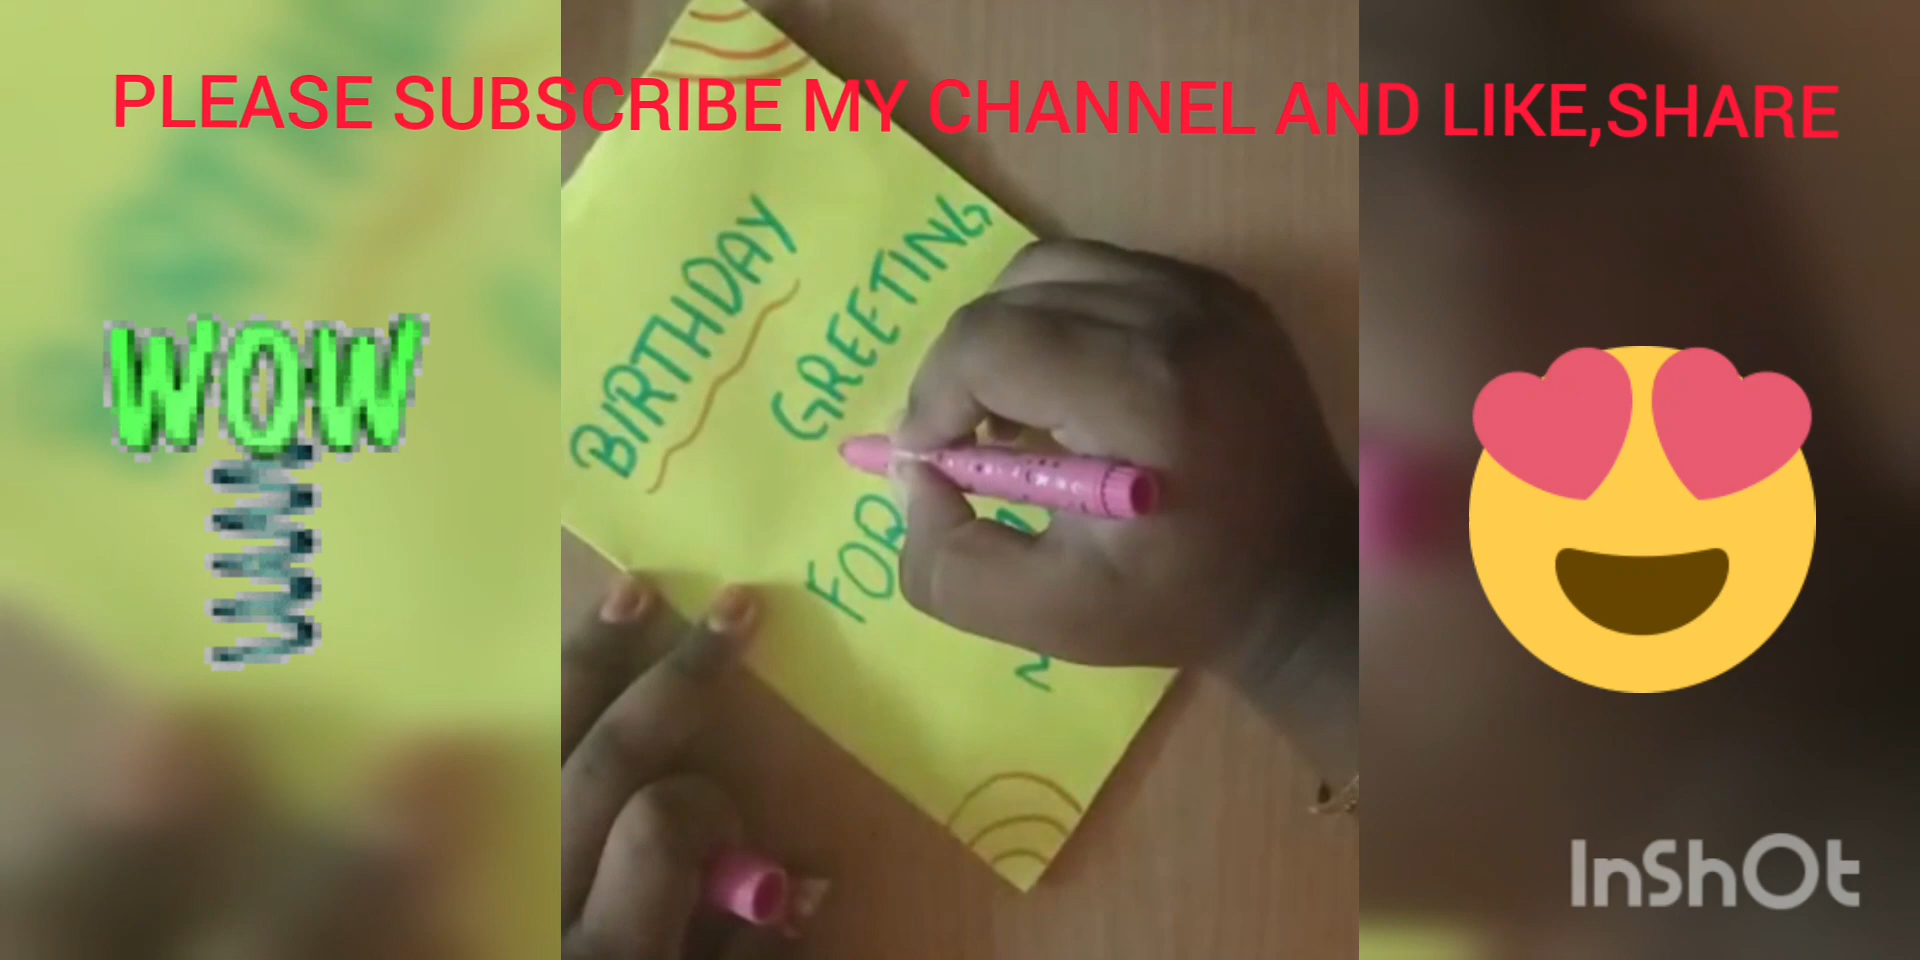 PLEASE SUBSCRIBE MY CHANNEL AND LIKE,SHARE
WOW
BIRTHDAY
GREETING
FOR
InShOt